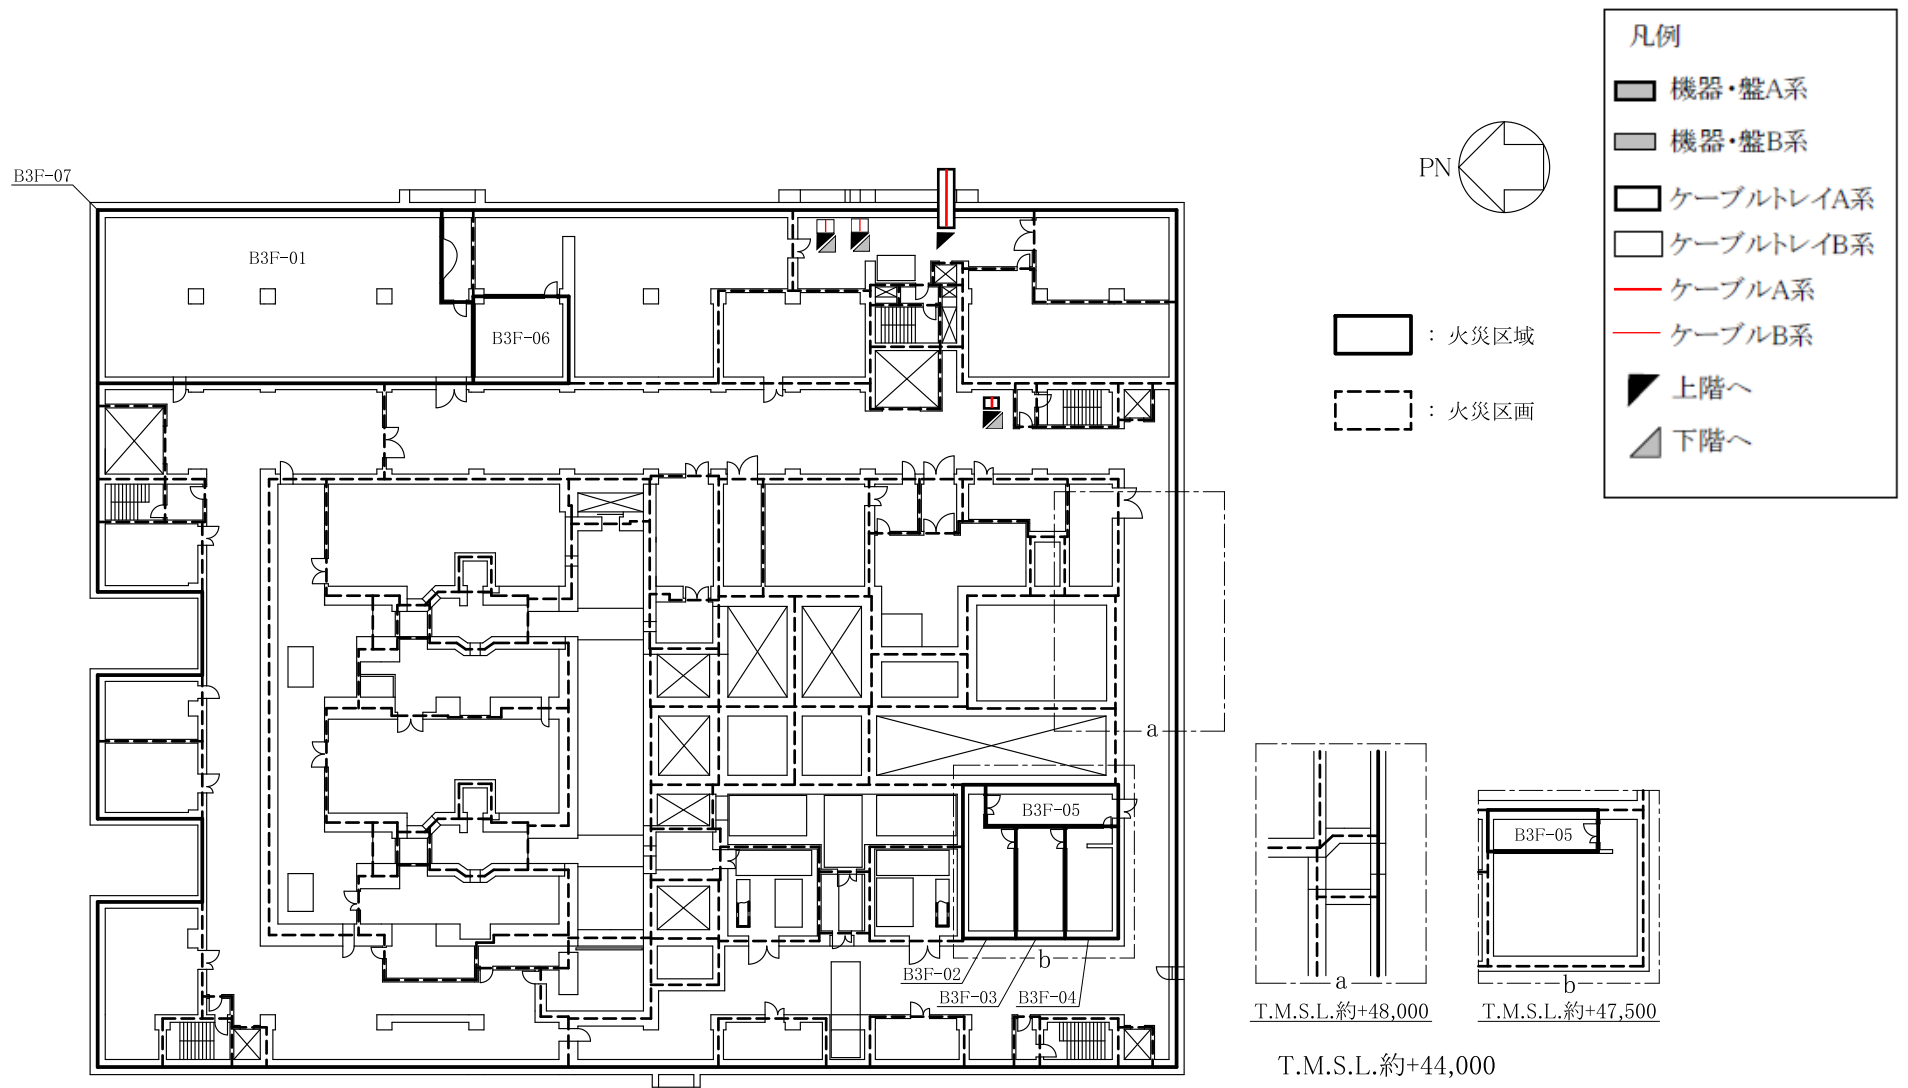 凡例
機器・盤A系
機器・盤B系
ケーブルトレイA系
ケーブルトレイB系
ケーブルA系
ケーブルB系
上階へ
下階へ
PN
：火災区域
：火災区画
B3F-07
B3F-01
B3F-06
a
B3F-05
B3F-02
b
B3F-03
B3F-04
a
T.M.S.L.約+48,000
B3F-05
b
T.M.S.L.約+47,500
T.M.S.L.約+44,000